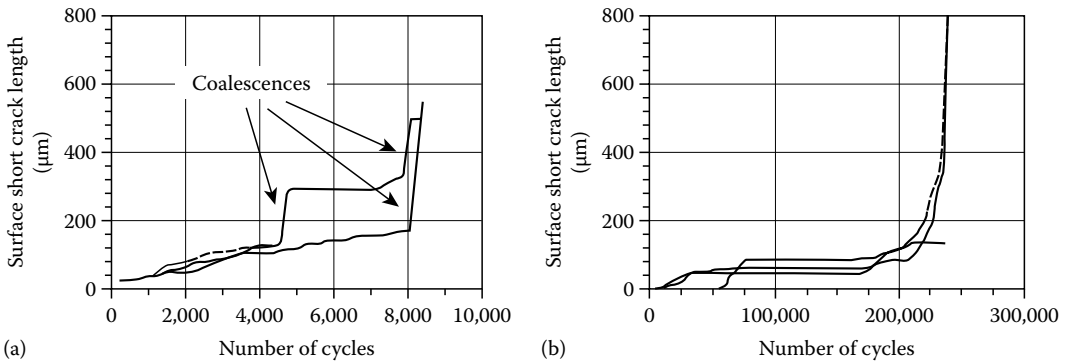 800
600
400
200
0
Surface short crack length
(µm)
Coalescences
0 2,000 4,000 6,000 8,000 10,000
(a) Number of cycles
800
600
400
200
0
Surface short crack length
(µm)
0 100,000 200,000 300,000
(b) Number of cycles